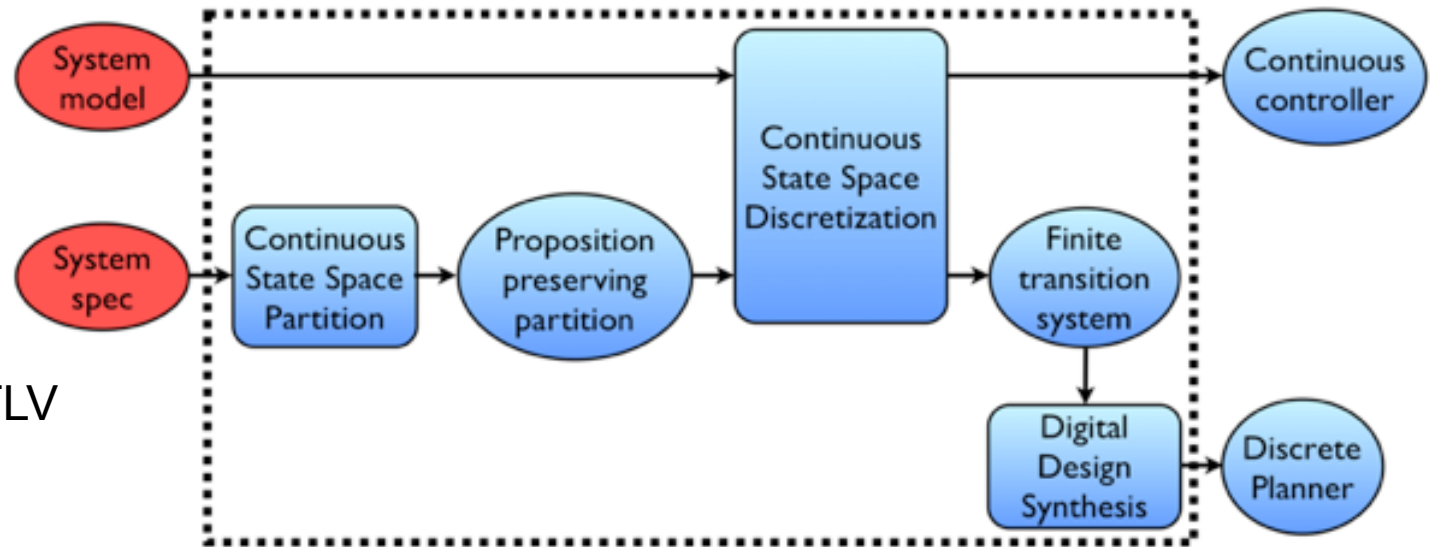 System
model
Continuous
State Space
Discretization
Continuous
controller
System
spec
Continuous
State Space
Partition
Proposition
preserving
partition
Finite
transition
system
TLV
Digital
Design
Synthesis
Discrete
Planner